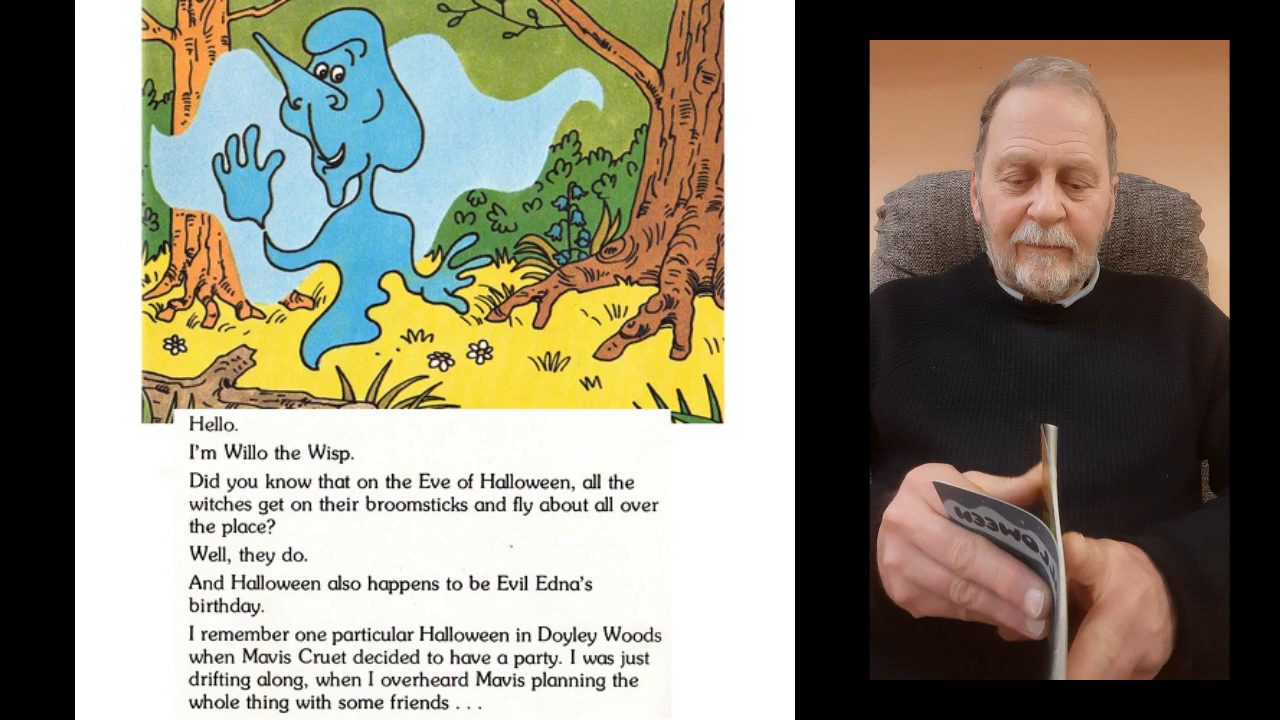 Hello.
I'm Willo the Wisp.
Did you know that on the Eve of Halloween, all the
witches get on their broomsticks and fly about all over
the place?
Well, they do.
And Halloween also happens to be Evil Edna's
birthday.
I remember one particular Halloween in Doyley Woods
when Mavis Cruet decided to have a party. I was just
drifting along, when I overheard Mavis planning the
whole thing with some friends . . .